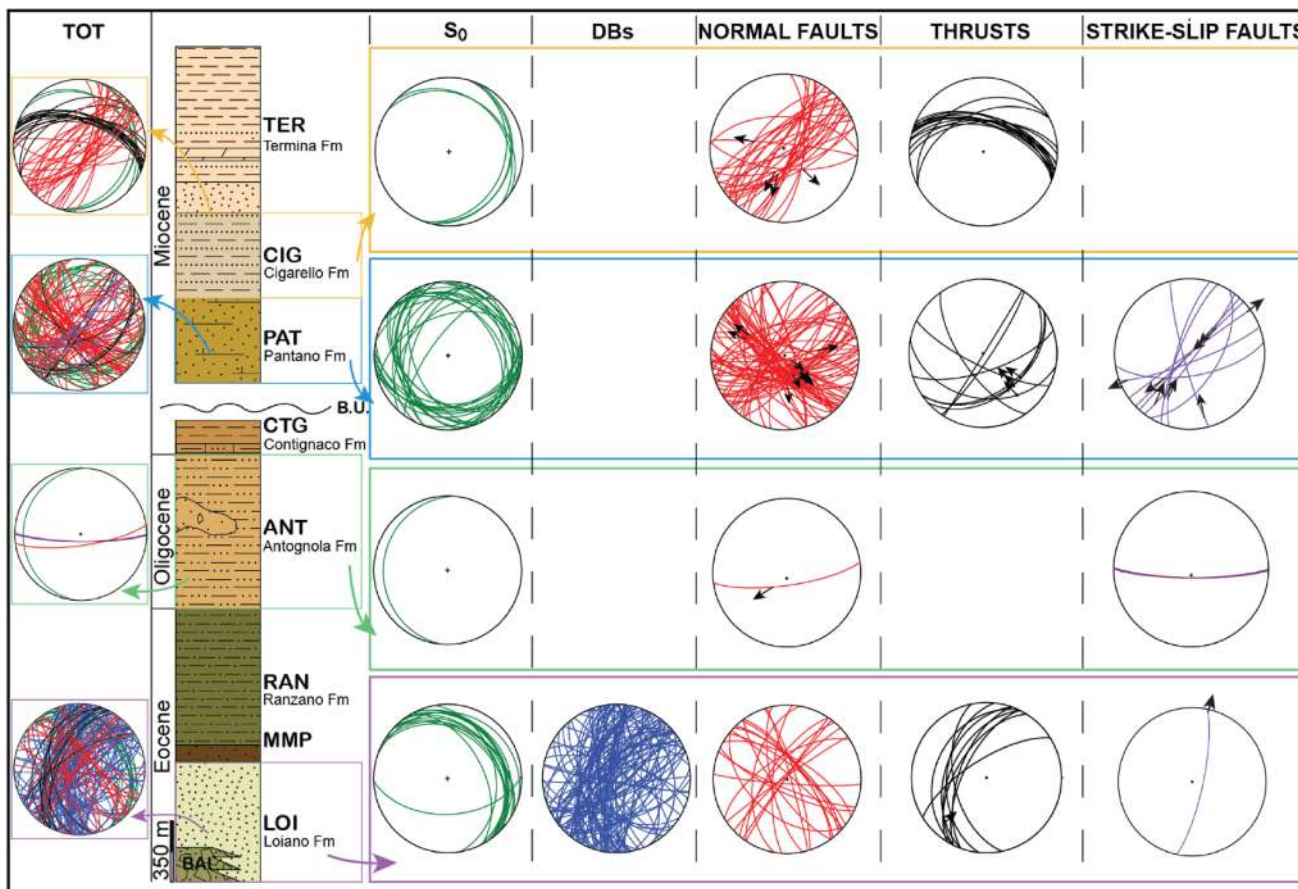 TOT
S₀
DBs
NORMAL FAULTS
THRUSTS
STRIKE-SLIP FAULTS
Miocene
TER
Termina Fm
CIG
Cigarello Fm
PAT
Pantano Fm
B.U.
CTG
Contignaco Fm
Oligocene
ANT
Antognola Fm
Eocene
RAN
Ranzano Fm
MMP
LOI
Loiano Fm
BAI
350 m